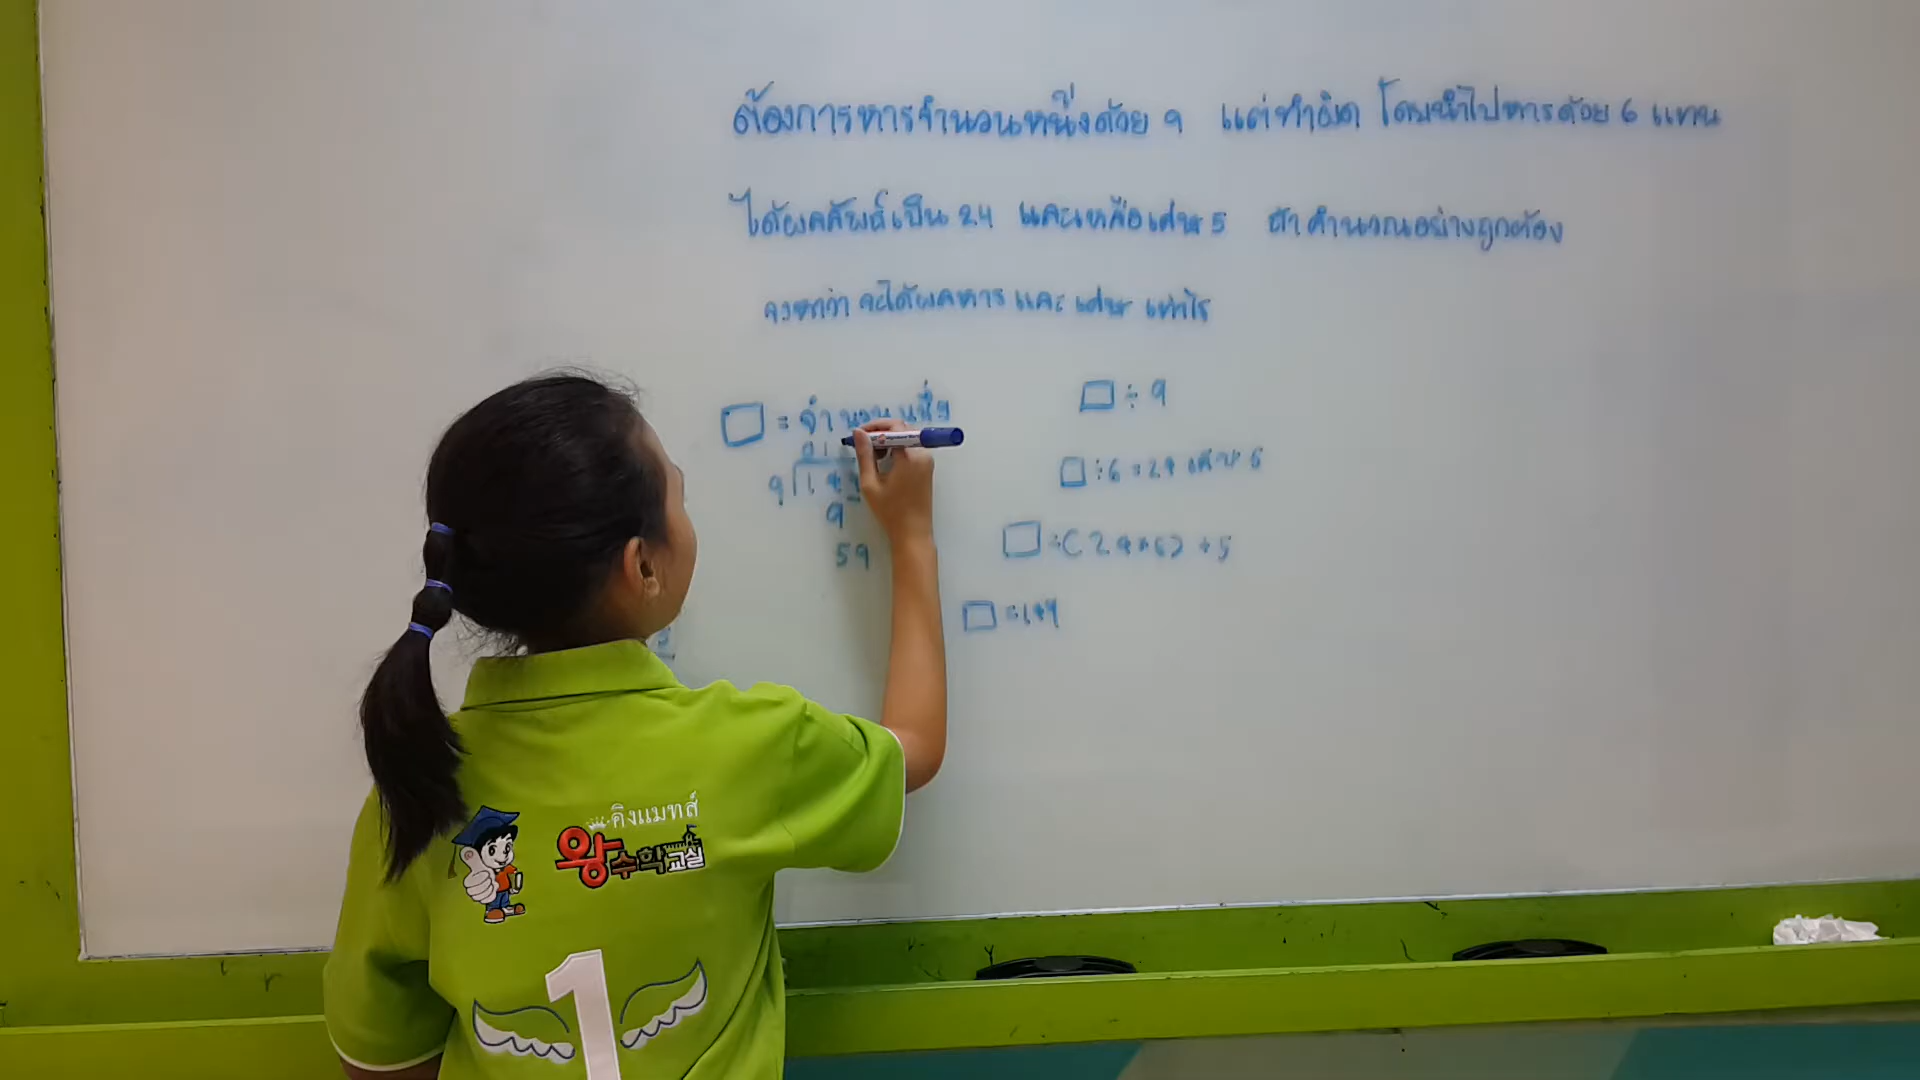 ต้องการหารจำนวนหนึ่งด้วย 9 แต่ทำผิด โดยนำไปหารด้วย 6 แทน
ได้ผลลัพธ์เป็น 24 และเหลือเศษ 5 ถ้าคำนวณอย่างถูกต้อง
จงหาว่า จะได้ผลหาร และ เศษ เท่าไร
□ = จำนวนหนึ่ง
01
9 14
9
59
□ ÷ 9
□ ÷ 6 = 24 เศษ 5
□ = (24×6) + 5
□ = 149
คิงแมทส์
왕수학교실
1